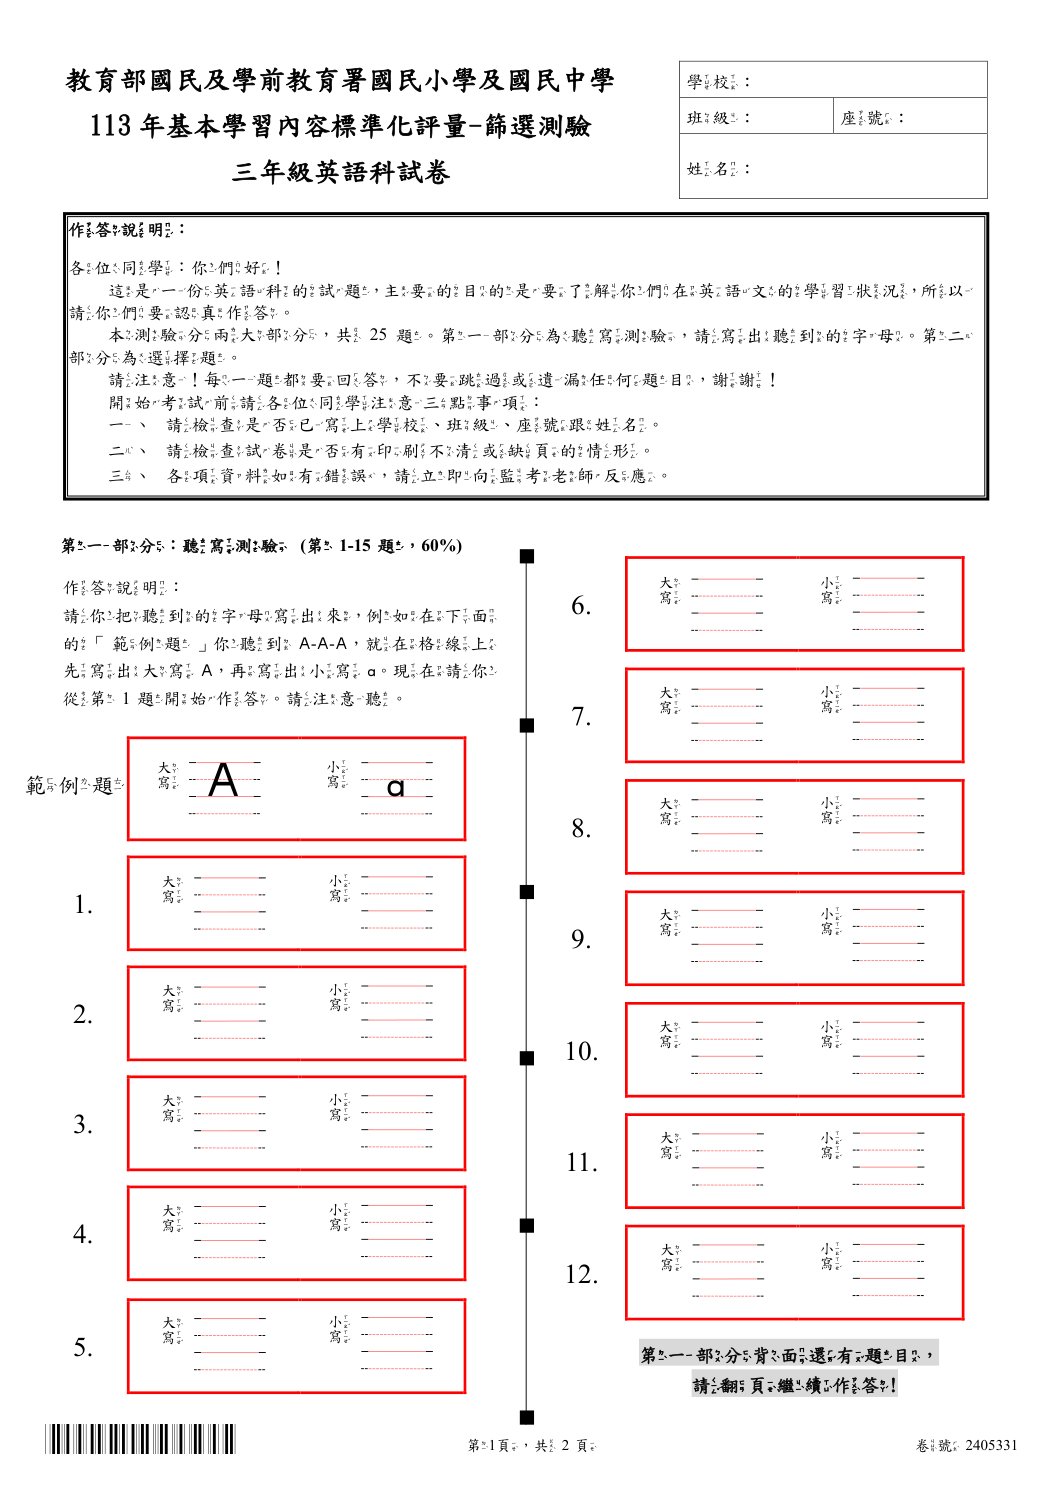 教育部國民及學前教育署國民小學及國民中學
113 年基本學習內容標準化評量-篩選測驗
三年級英語科試卷
學校：
班級： 座號：
姓名：
作答說明：
各位同學：你們好！
這是一份英語科的試題，主要的目的是要了解你們在英語文的學習狀況，所以
請你們要認真作答。
本測驗分兩大部分，共 25 題。第一部分為聽寫測驗，請寫出聽到的字母。第二
部分為選擇題。
請注意！每一題都要回答，不要跳過或遺漏任何題目，謝謝！
開始考試前請各位同學注意三點事項：
一、 請檢查是否已寫上學校、班級、座號跟姓名。
二、 請檢查試卷是否有印刷不清或缺頁的情形。
三、 各項資料如有錯誤，請立即向監考老師反應。
第一部分：聽寫測驗 (第 1-15 題，60%)
作答說明：
請你把聽到的字母寫出來，例如在下面
的「 範例題 」你聽到 A-A-A，就在格線上
先寫出大寫 A，再寫出小寫 a。現在請你
從第 1 題開始作答。請注意聽。
範例題 大寫 A 小寫 a
1. 大寫 小寫
2. 大寫 小寫
3. 大寫 小寫
4. 大寫 小寫
5. 大寫 小寫
6. 大寫 小寫
7. 大寫 小寫
8. 大寫 小寫
9. 大寫 小寫
10. 大寫 小寫
11. 大寫 小寫
12. 大寫 小寫
第一部分背面還有題目，
請翻頁繼續作答！
第1頁，共 2 頁
卷號 2405331